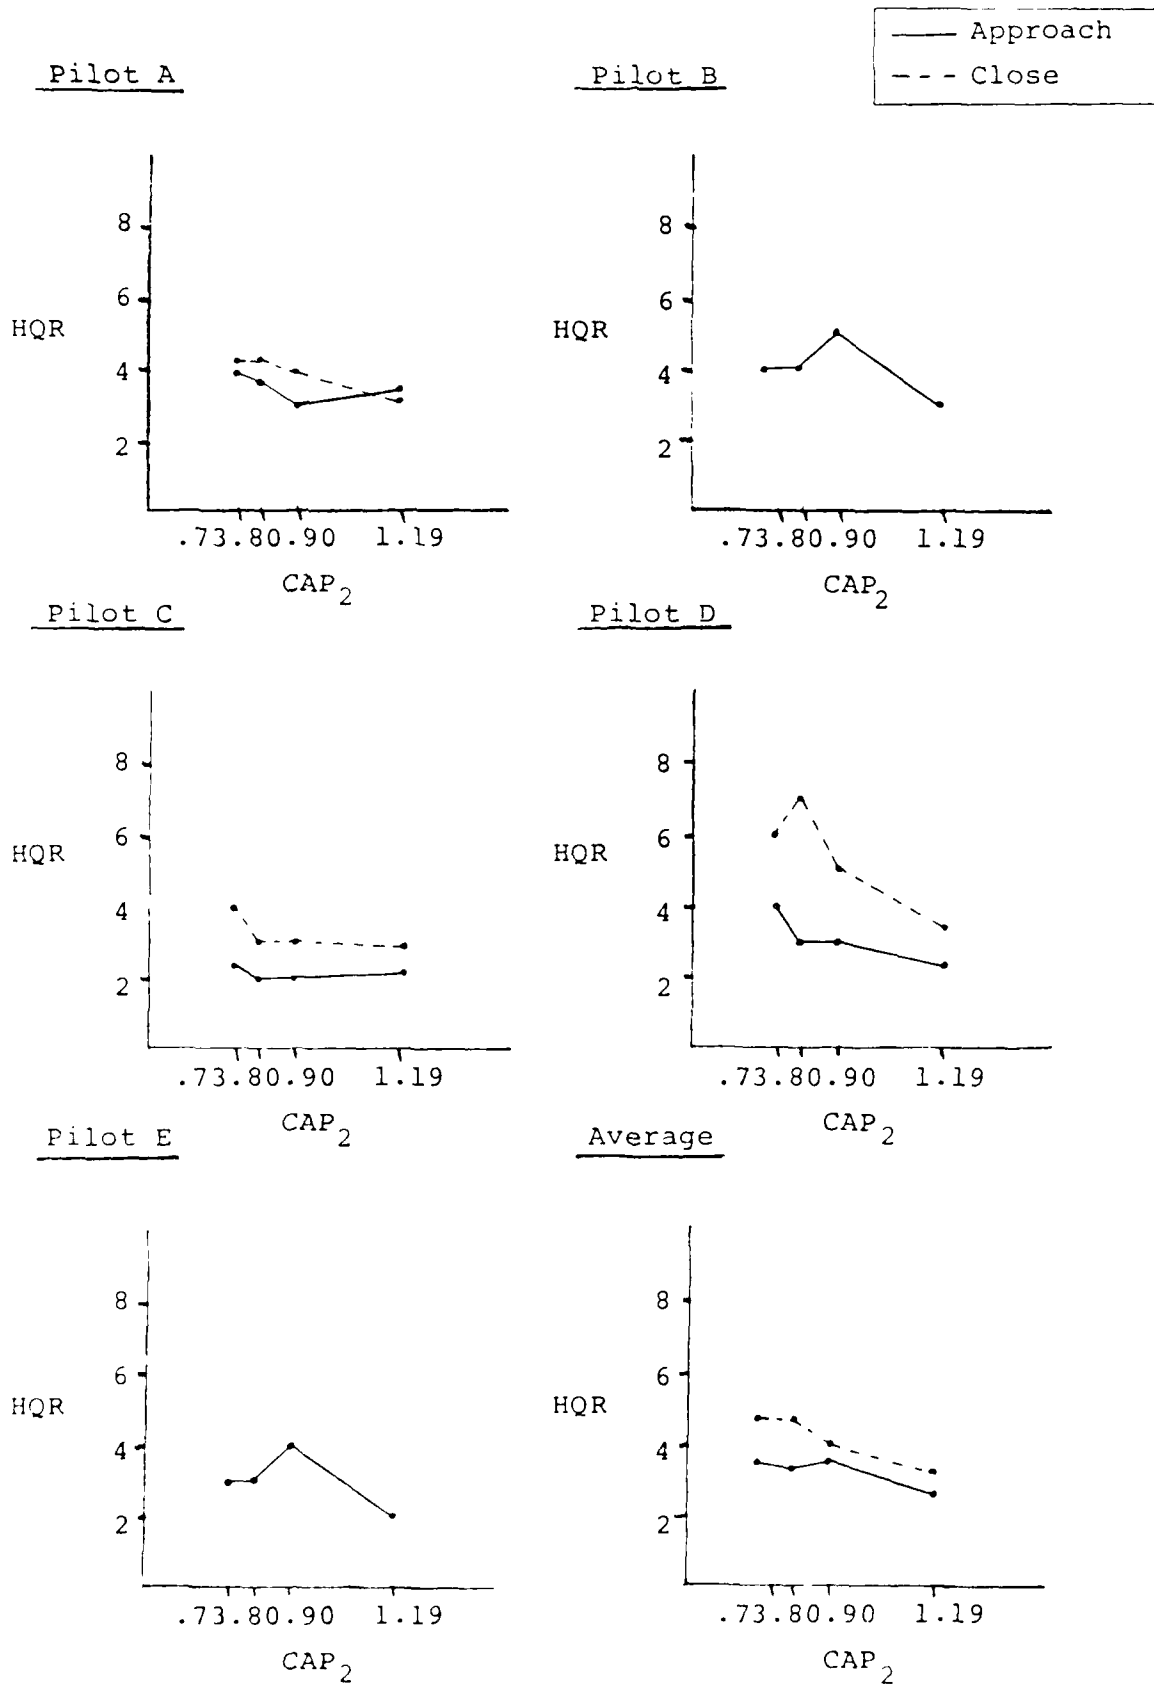 Approach
Close
Pilot A
Pilot B
8
6
HQR
4
2
.73.80.90 1.19
CAP2
8
6
HQR
4
2
.73.80.90 1.19
CAP2
Pilot C
Pilot D
8
6
HQR
4
2
.73.80.90 1.19
CAP2
8
6
HQR
4
2
.73.80.90 1.19
CAP2
Pilot E
Average
8
6
HQR
4
2
.73.80.90 1.19
CAP2
8
6
HQR
4
2
.73.80.90 1.19
CAP2